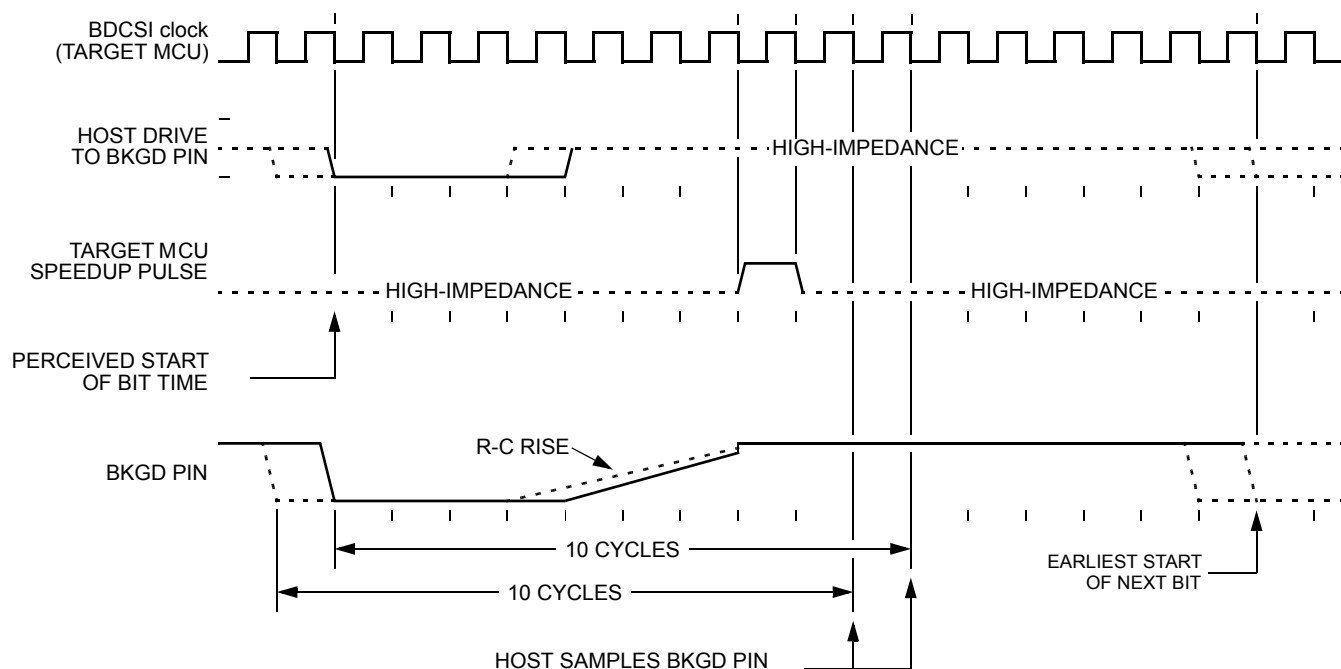 BDCSI clock
(TARGET MCU)
HOST DRIVE
TO BKGD PIN
HIGH-IMPEDANCE
TARGET MCU
SPEEDUP PULSE
HIGH-IMPEDANCE
HIGH-IMPEDANCE
PERCEIVED START
OF BIT TIME
R-C RISE
BKGD PIN
10 CYCLES
EARLIEST START
OF NEXT BIT
10 CYCLES
HOST SAMPLES BKGD PIN